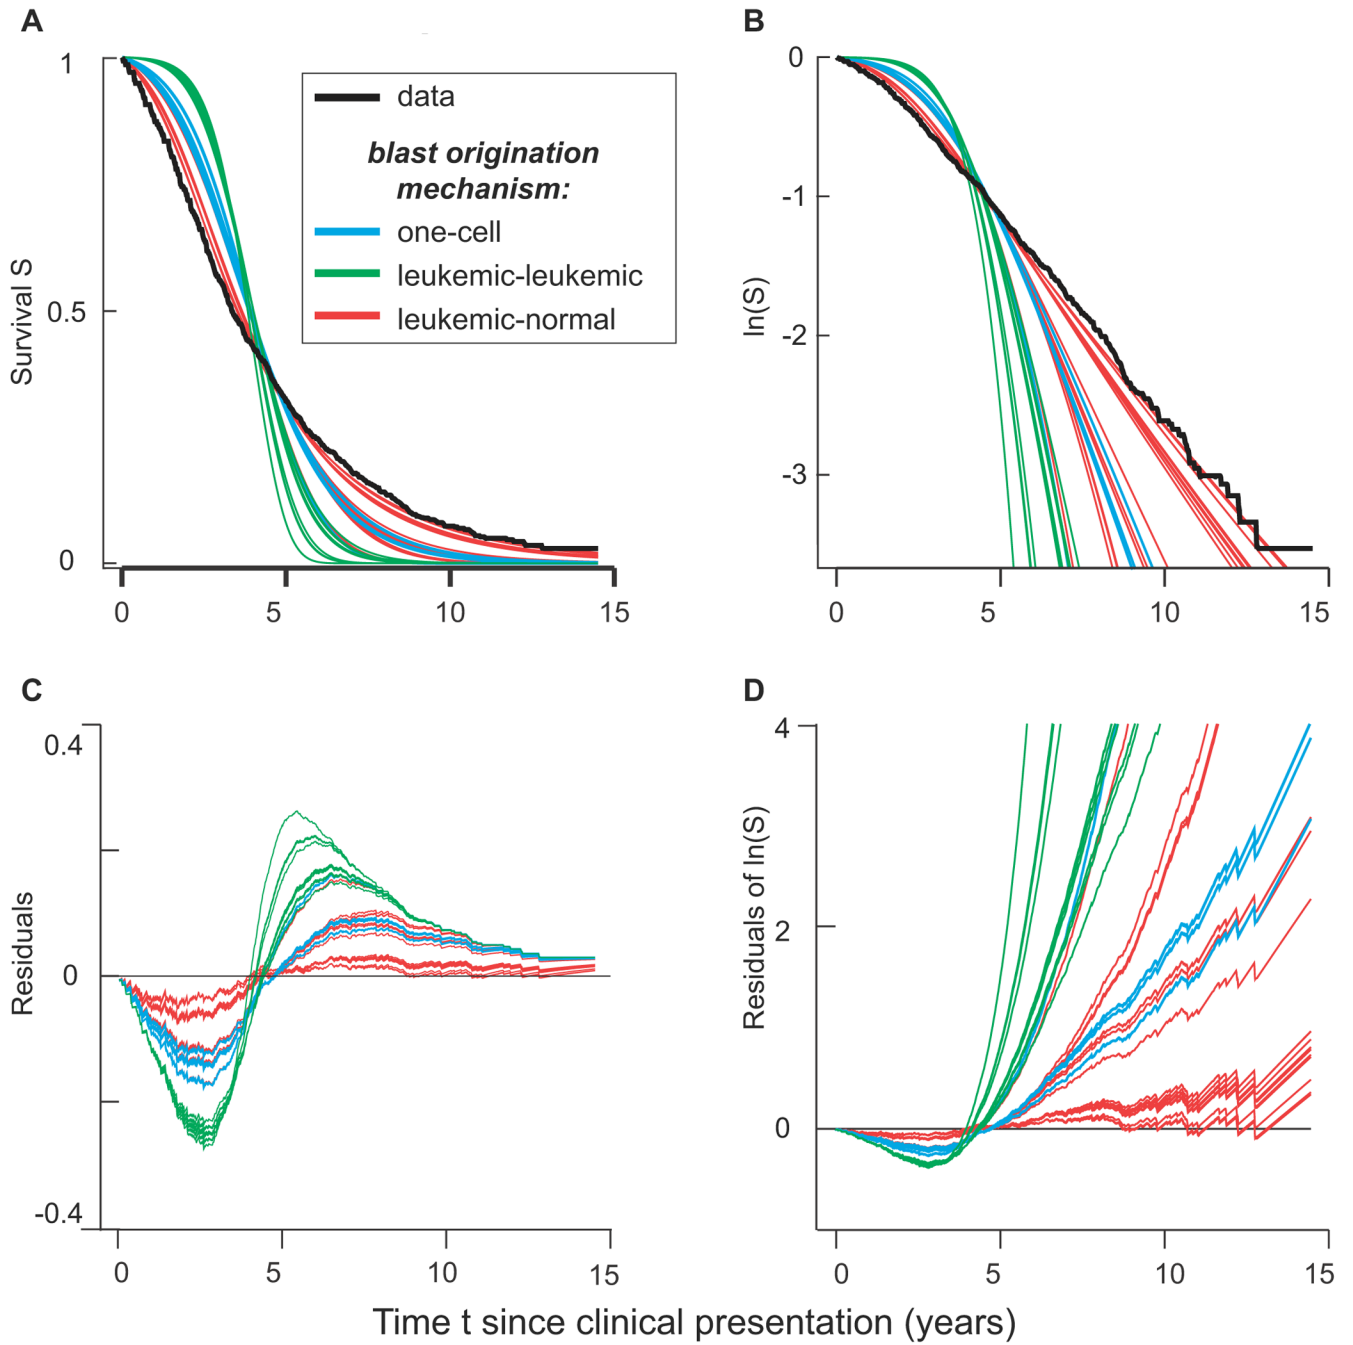 A
1
0.5
0
Survival S
0
5
10
15
data
blast origination
mechanism:
one-cell
leukemic-leukemic
leukemic-normal
B
0
-1
-2
-3
ln(S)
0
5
10
15
C
0.4
0
-0.4
Residuals
0
5
10
15
D
4
2
0
Residuals of ln(S)
0
5
10
15
Time t since clinical presentation (years)